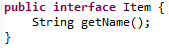 public interface Item {
    String getName();
}